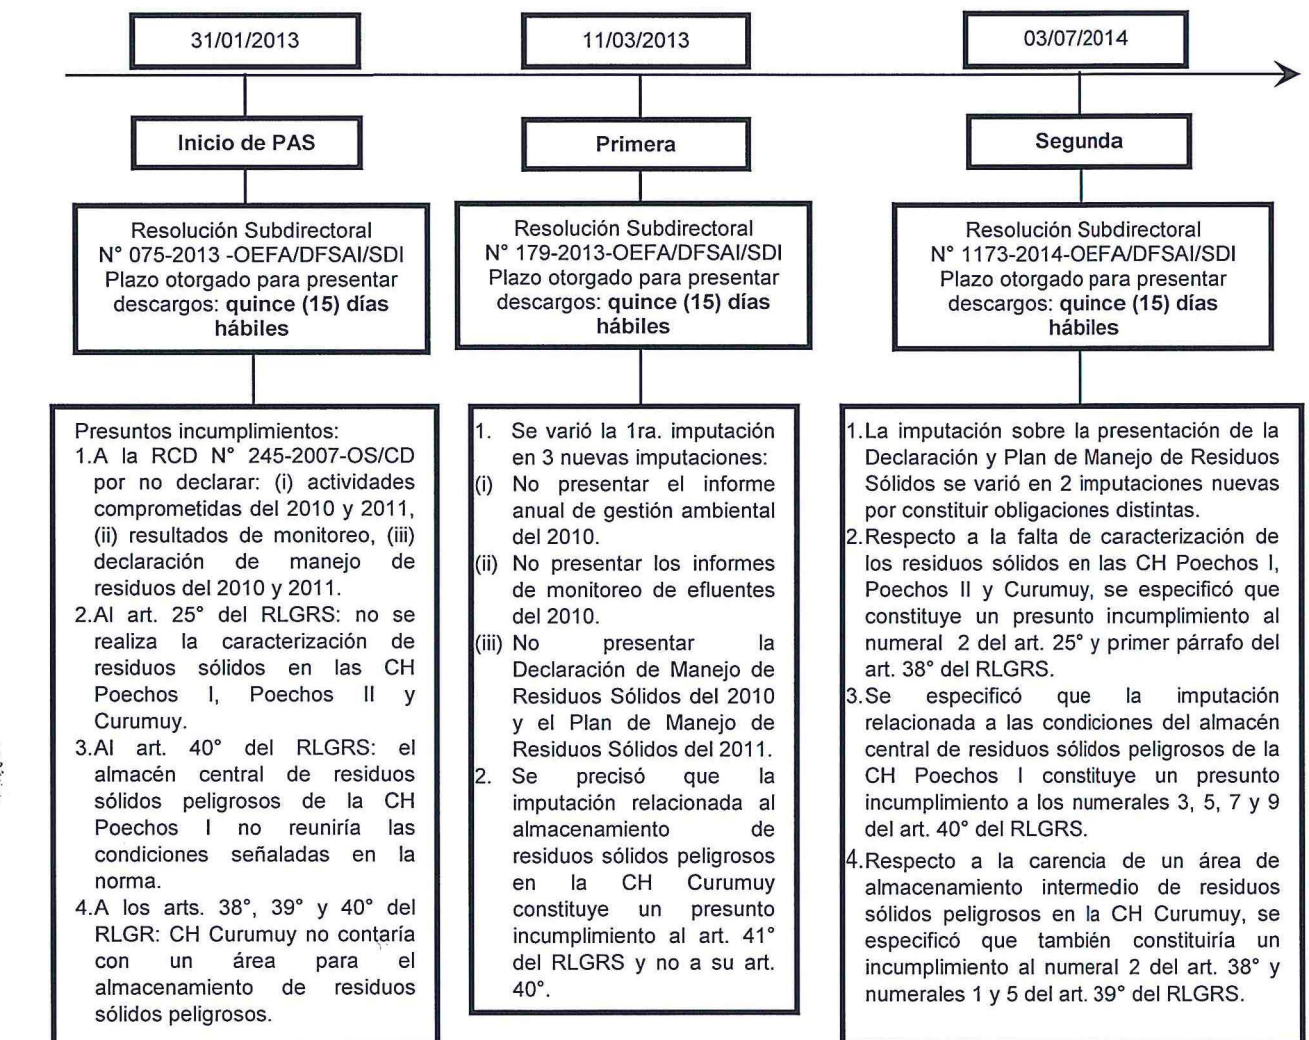 31/01/2013
11/03/2013
03/07/2014
Inicio de PAS
Primera
Segunda
Resolución Subdirectoral
N° 075-2013 -OEFA/DFSAI/SDI
Plazo otorgado para presentar
descargos: quince (15) días
hábiles
Resolución Subdirectoral
N° 179-2013-OEFA/DFSAI/SDI
Plazo otorgado para presentar
descargos: quince (15) días
hábiles
Resolución Subdirectoral
N° 1173-2014-OEFA/DFSAI/SDI
Plazo otorgado para presentar
descargos: quince (15) días
hábiles
Presuntos incumplimientos:
1.A la RCD N° 245-2007-OS/CD
por no declarar: (i) actividades
comprometidas del 2010 y 2011,
(ii) resultados de monitoreo, (iii)
declaración de manejo de
residuos del 2010 y 2011.
2.Al art. 25° del RLGRS: no se
realiza la caracterización de
residuos sólidos en las CH
Poechos I, Poechos II y
Curumuy.
3.Al art. 40° del RLGRS: el
almacén central de residuos
sólidos peligrosos de la CH
Poechos I no reuniría las
condiciones señaladas en la
norma.
4.A los arts. 38°, 39° y 40° del
RLGR: CH Curumuy no contaría
con un área para el
almacenamiento de residuos
sólidos peligrosos.
1. Se varió la 1ra. imputación
en 3 nuevas imputaciones:
(i) No presentar el informe
anual de gestión ambiental
del 2010.
(ii) No presentar los informes
de monitoreo de efluentes
del 2010.
(iii) No presentar la
Declaración de Manejo de
Residuos Sólidos del 2010
y el Plan de Manejo de
Residuos Sólidos del 2011.
2. Se precisó que la
imputación relacionada al
almacenamiento de
residuos sólidos peligrosos
en la CH Curumuy
constituye un presunto
incumplimiento al art. 41°
del RLGRS y no a su art.
40°.
1.La imputación sobre la presentación de la
Declaración y Plan de Manejo de Residuos
Sólidos se varió en 2 imputaciones nuevas
por constituir obligaciones distintas.
2.Respecto a la falta de caracterización de
los residuos sólidos en las CH Poechos I,
Poechos II y Curumuy, se especificó que
constituye un presunto incumplimiento al
numeral 2 del art. 25° y primer párrafo del
art. 38° del RLGRS.
3.Se especificó que la imputación
relacionada a las condiciones del almacén
central de residuos sólidos peligrosos de la
CH Poechos I constituye un presunto
incumplimiento a los numerales 3, 5, 7 y 9
del art. 40° del RLGRS.
4.Respecto a la carencia de un área de
almacenamiento intermedio de residuos
sólidos peligrosos en la CH Curumuy, se
especificó que también constituiría un
incumplimiento al numeral 2 del art. 38° y
numerales 1 y 5 del art. 39° del RLGRS.